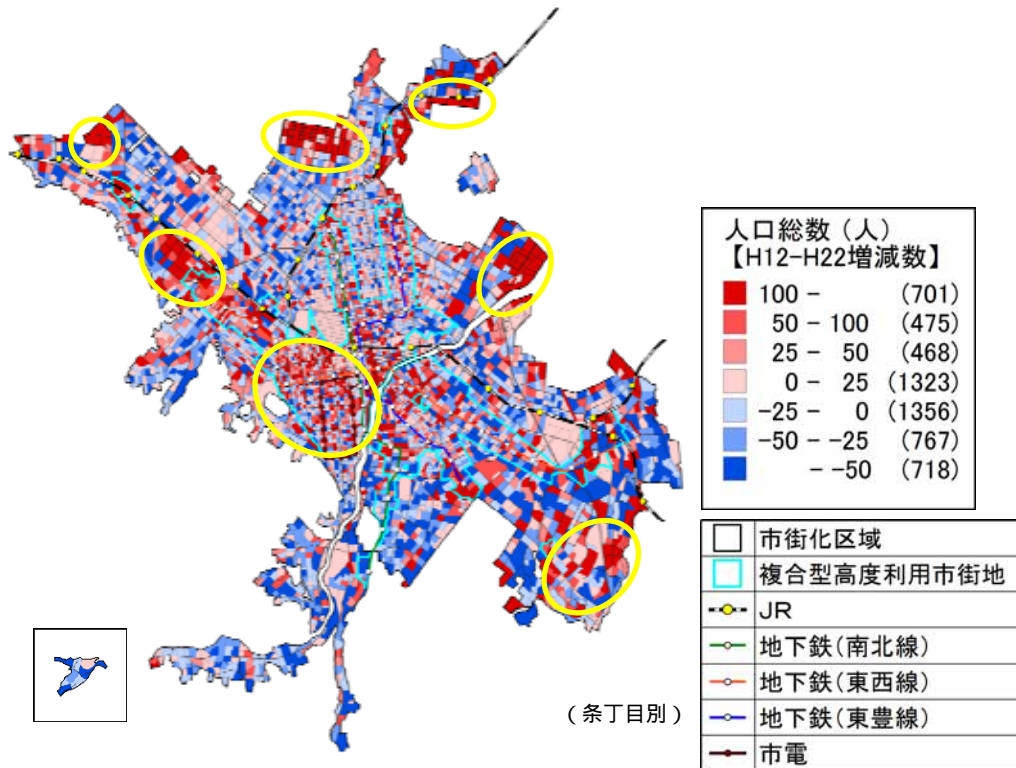 人口総数（人）
【H12-H22増減数】
100 - (701)
50 - 100 (475)
25 - 50 (468)
0 - 25 (1323)
-25 - 0 (1356)
-50 - -25 (767)
- -50 (718)
市街化区域
複合型高度利用市街地
JR
地下鉄(南北線)
地下鉄(東西線)
地下鉄(東豊線)
市電
（条丁目別）